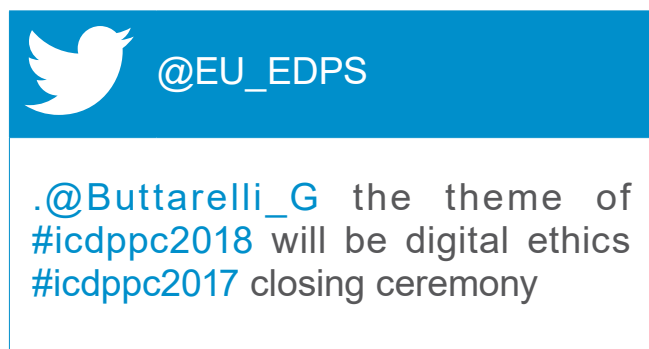 @EU_EDPS
.@Buttarelli_G the theme of
#icdppc2018 will be digital ethics
#icdppc2017 closing ceremony